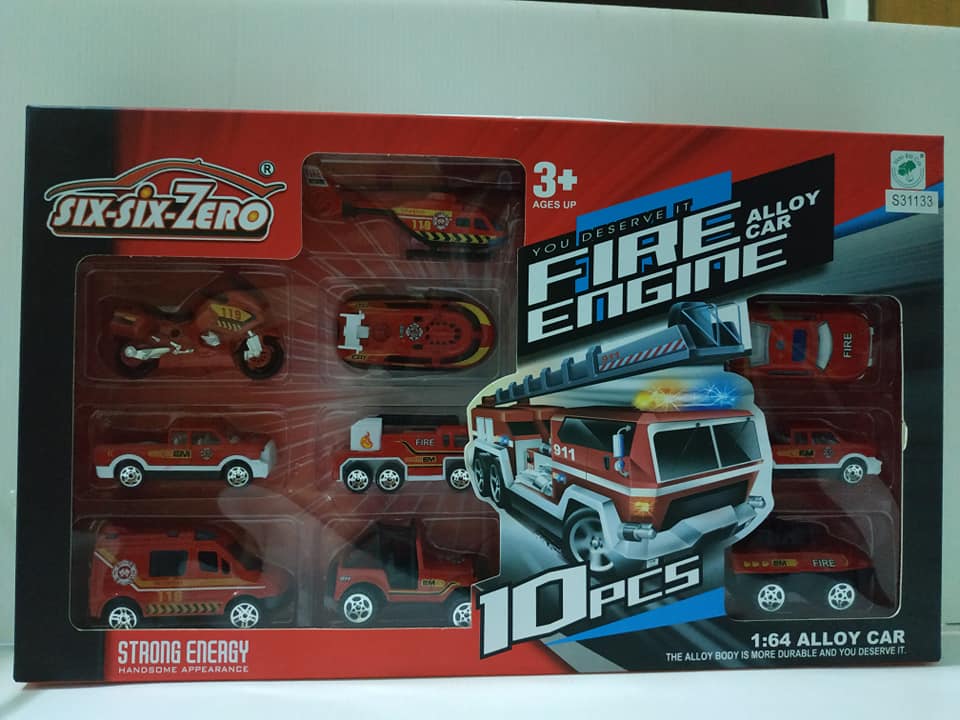 SIX-SIX-ZERO ®
3+
AGES UP
YOU DESERVE IT
FIRE
ENGINE
ALLOY
CAR
S31133
119
119
FIRE
FIRE
911
911
119
FIRE
10PCS
STRONG ENERGY
HANDSOME APPEARANCE
1:64 ALLOY CAR
THE ALLOY BODY IS MORE DURABLE AND YOU DESERVE IT.